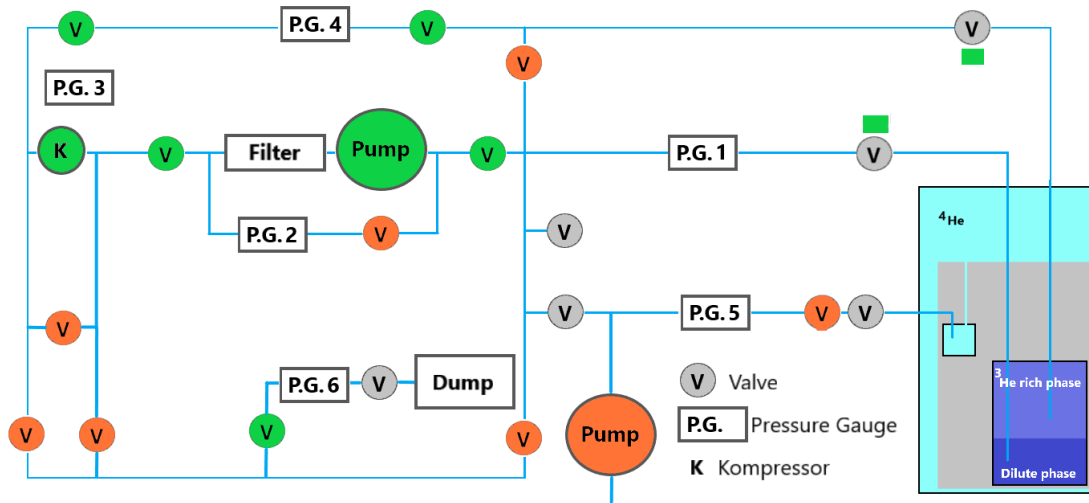 V
P.G. 4
V
V
V
P.G. 3
K
V
Filter
Pump
V
P.G. 1
V
P.G. 2
V
V
4He
V
V
P.G. 5
V
V
P.G. 6
V
Dump
V
Valve
3He rich phase
V
V
V
V
Pump
P.G.
Pressure Gauge
K
Kompressor
Dilute phase